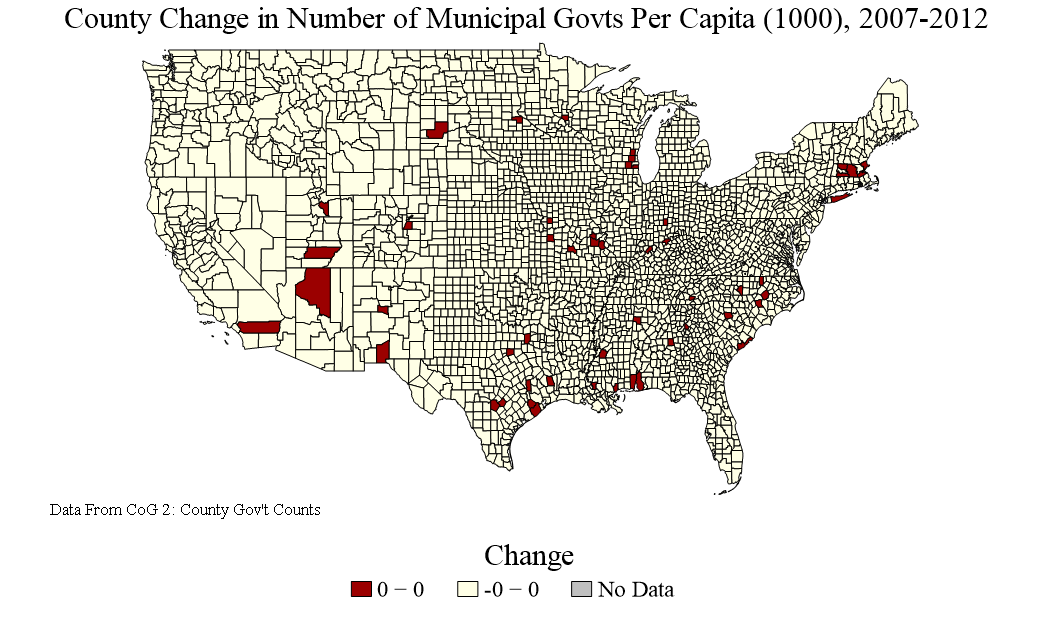 County Change in Number of Municipal Govts Per Capita (1000), 2007-2012
Data From CoG 2: County Gov't Counts
Change
0 − 0
-0 − 0
No Data